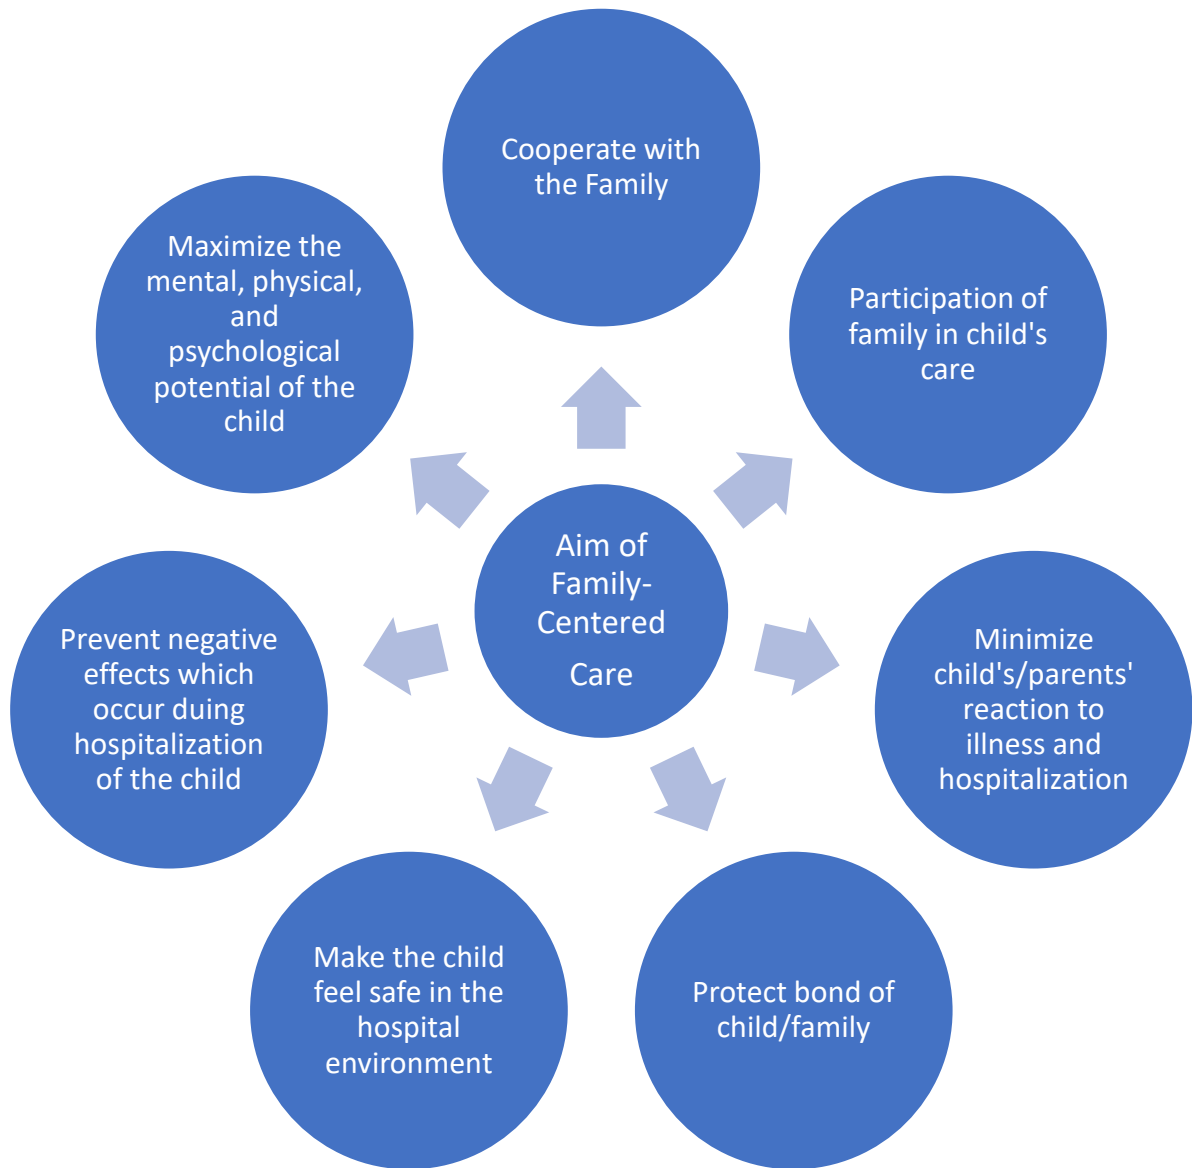 Cooperate with
the Family
Participation of
family in child's
care
Minimize
child's/parents'
reaction to
illness and
hospitalization
Protect bond of
child/family
Make the child
feel safe in the
hospital
environment
Prevent negative
effects which
occur duing
hospitalization
of the child
Maximize the
mental, physical,
and
psychological
potential of the
child
Aim of
Family-
Centered
Care